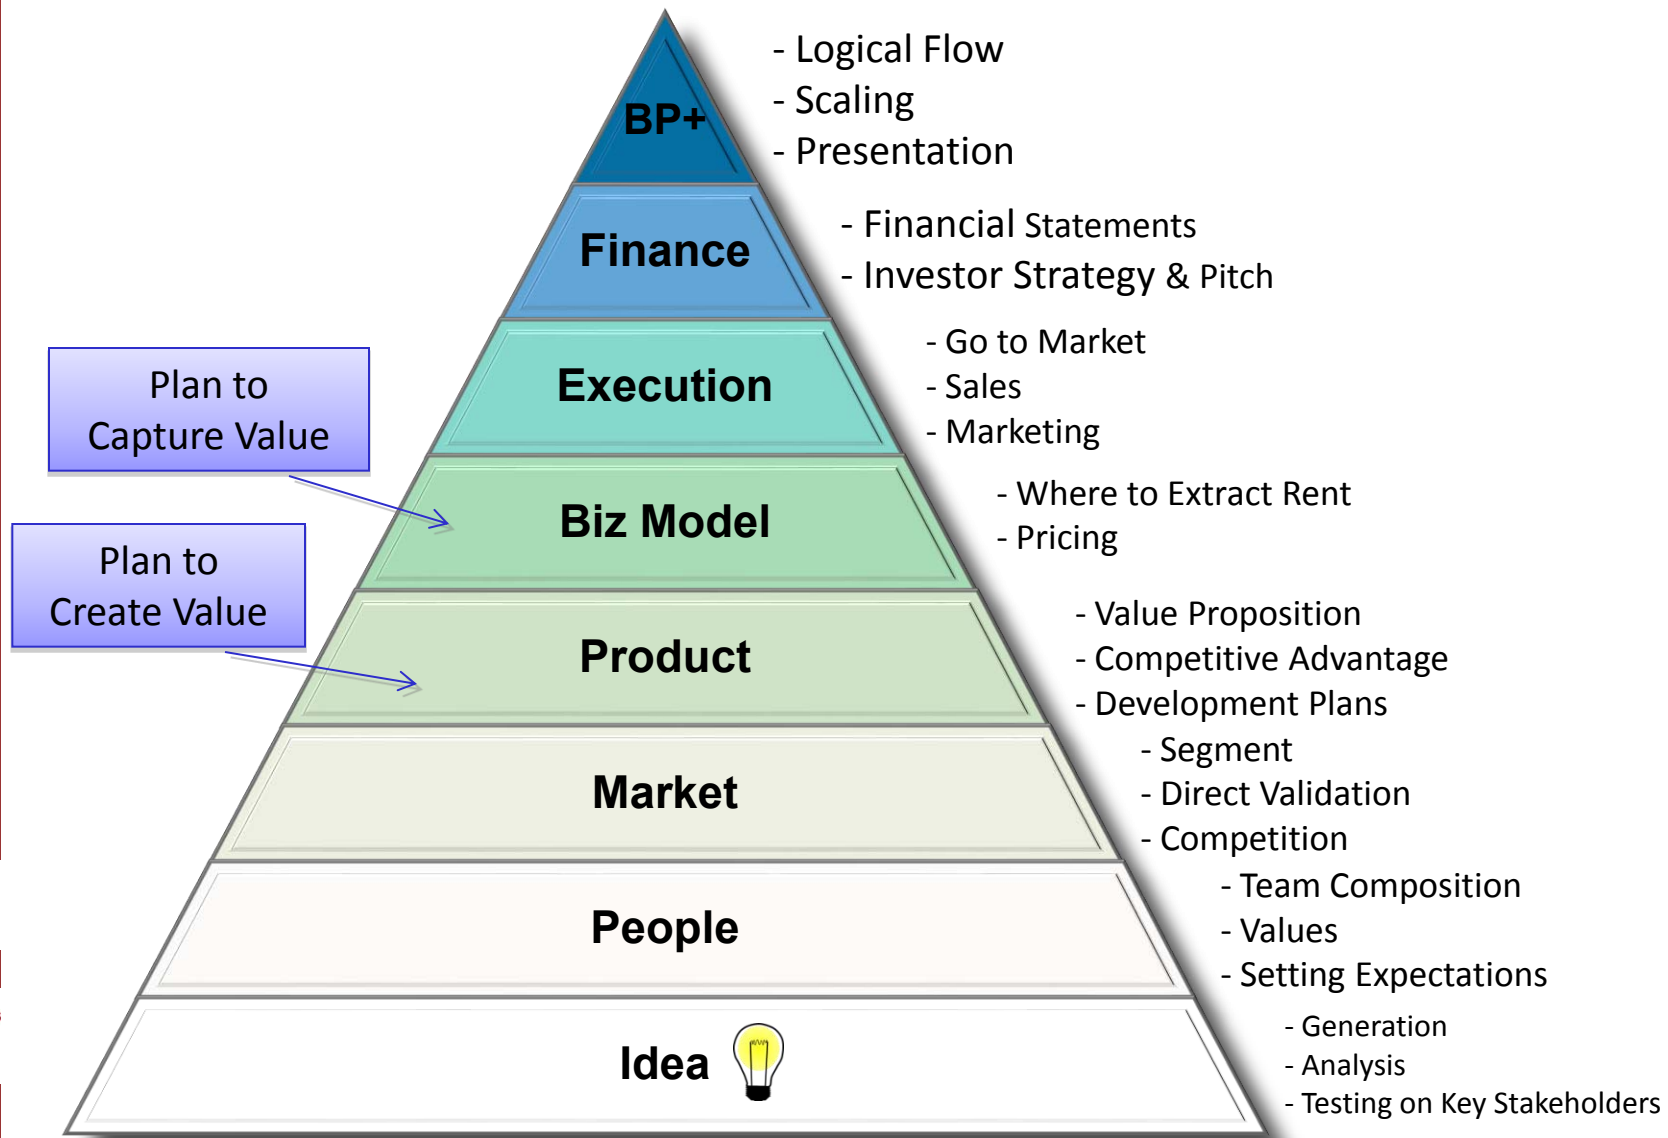 BP+
- Logical Flow
- Scaling
- Presentation
Finance
- Financial Statements
- Investor Strategy & Pitch
Execution
- Go to Market
- Sales
- Marketing
Plan to
Capture Value
Biz Model
- Where to Extract Rent
- Pricing
Plan to
Create Value
Product
- Value Proposition
- Competitive Advantage
- Development Plans
Market
- Segment
- Direct Validation
- Competition
People
- Team Composition
- Values
- Setting Expectations
Idea
- Generation
- Analysis
- Testing on Key Stakeholders